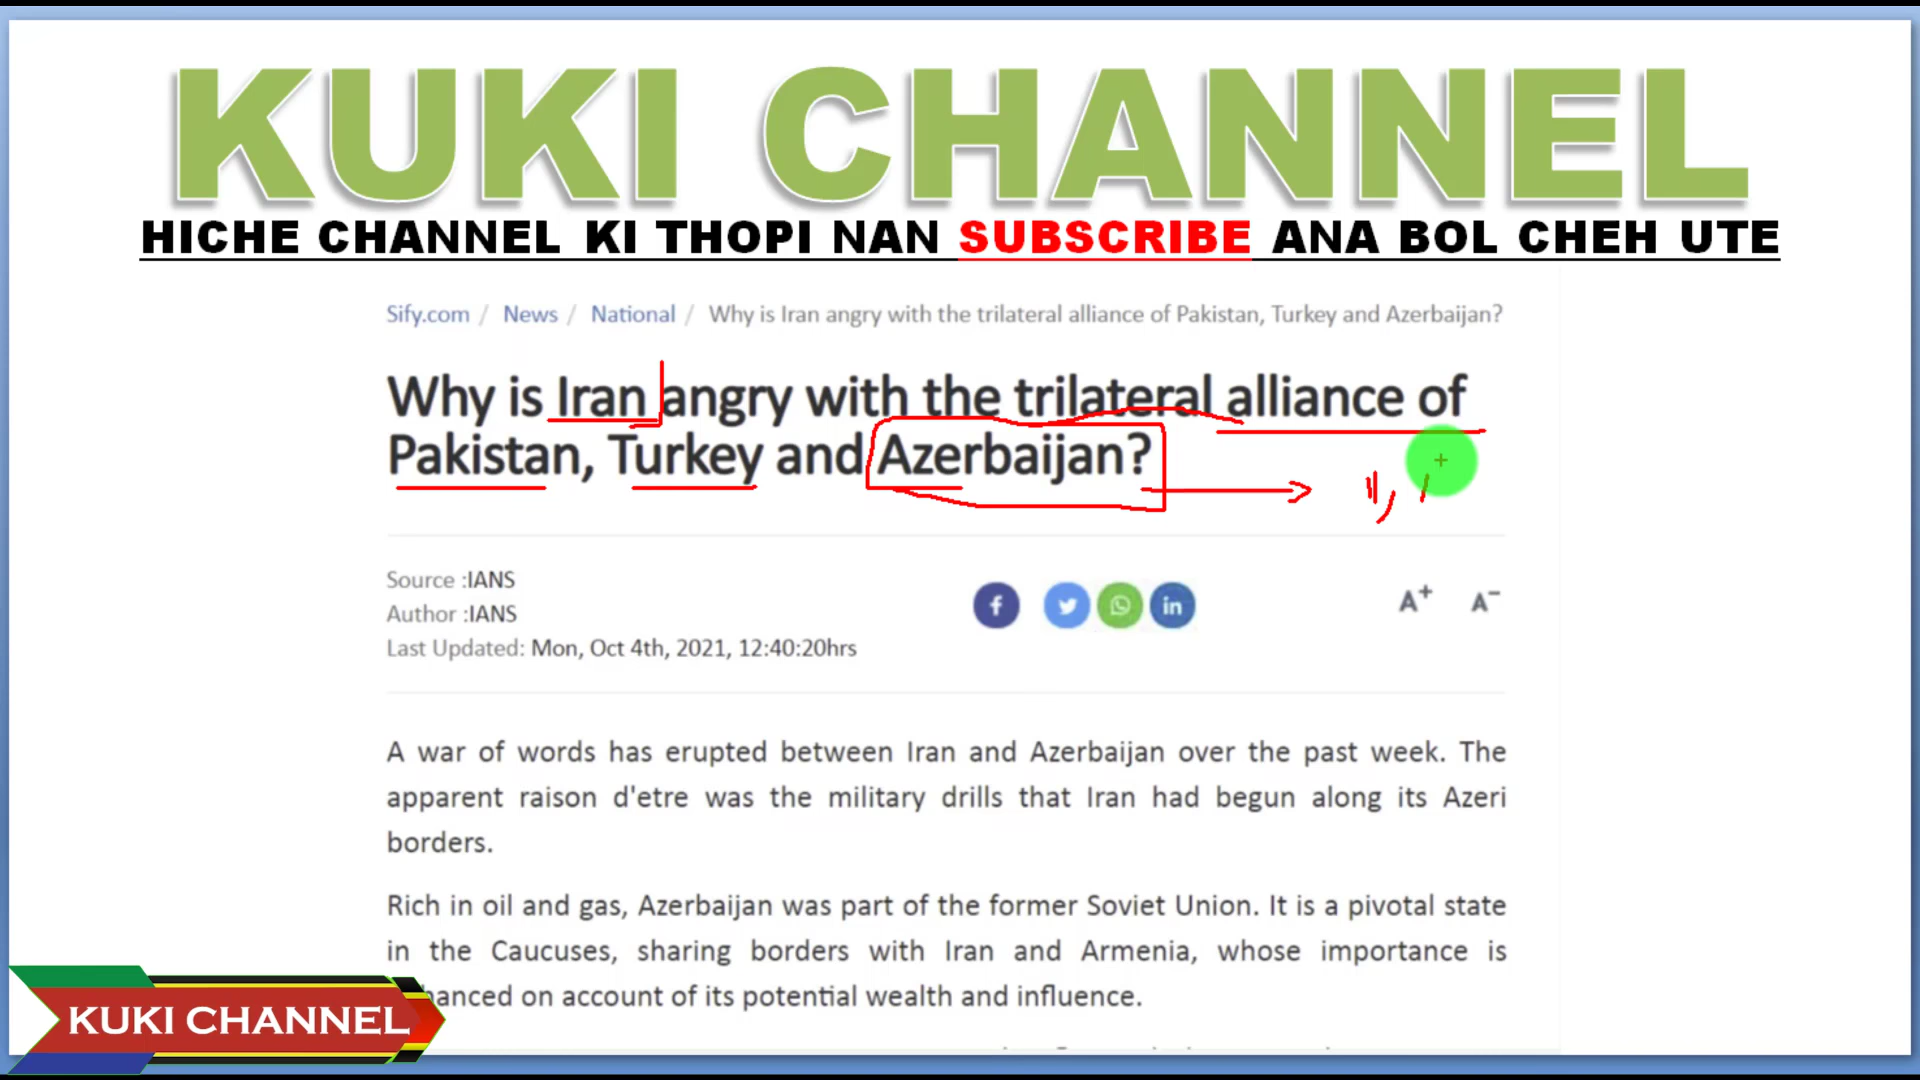 KUKI CHANNEL
HICHE CHANNEL KI THOPI NAN SUBSCRIBE ANA BOL CHEH UTE
Sify.com / News / National / Why is Iran angry with the trilateral alliance of Pakistan, Turkey and Azerbaijan?
Why is Iran angry with the trilateral alliance of
Pakistan, Turkey and Azerbaijan?
Source :IANS
Author :IANS
Last Updated: Mon, Oct 4th, 2021, 12:40:20hrs
f in A+ A-
A war of words has erupted between Iran and Azerbaijan over the past week. The
apparent raison d'etre was the military drills that Iran had begun along its Azeri
borders.
Rich in oil and gas, Azerbaijan was part of the former Soviet Union. It is a pivotal state
in the Caucuses, sharing borders with Iran and Armenia, whose importance is
on account of its potential wealth and influence.
KUKI CHANNEL